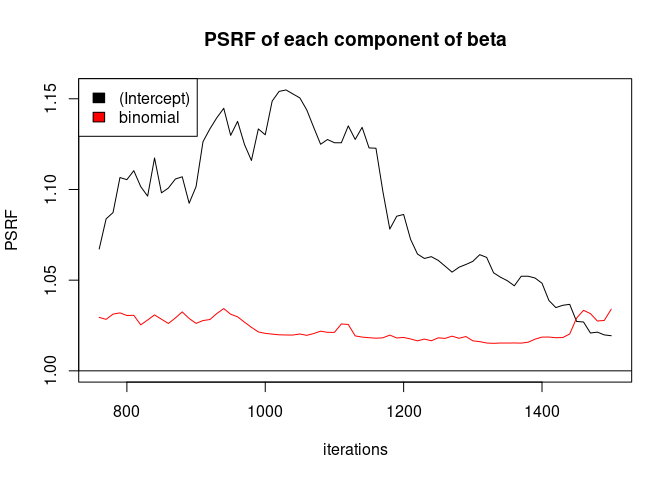 PSRF of each component of beta
(Intercept)
binomial
PSRF
1.15
1.10
1.05
1.00
800 1000 1200 1400
iterations